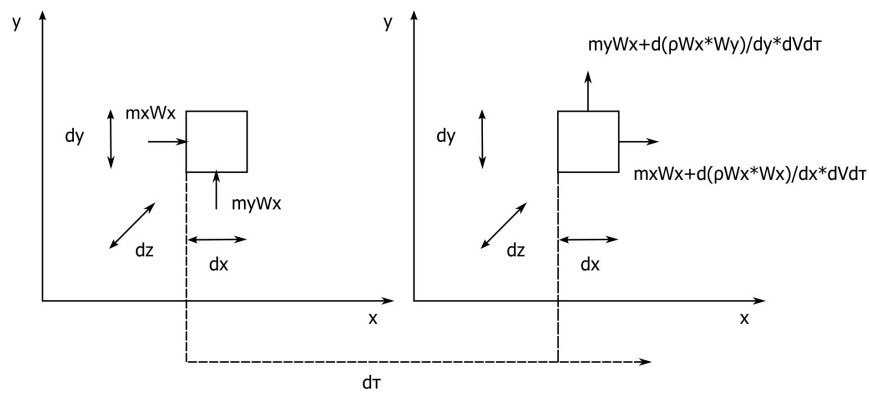 y
mxWx
dy
myWx
dz
dx
x
y
myWx+d(ρWx*Wy)/dy*dVdτ
dy
mxWx+d(ρWx*Wx)/dx*dVdτ
dz
dx
x
dτ